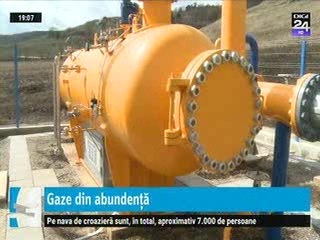 19:07
DIGI 24
HD
Gaze din abundență
Pe nava de croazieră sunt, în total, aproximativ 7.000 de persoane